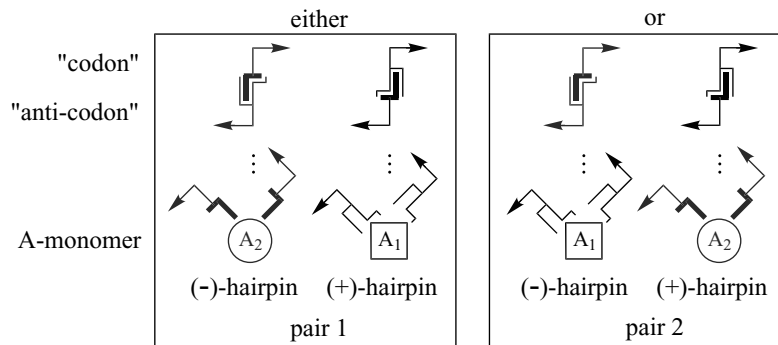 either
or
"codon"
"anti-codon"
A-monomer
A2
A1
(-)-hairpin
(+)-hairpin
pair 1
A1
A2
(-)-hairpin
(+)-hairpin
pair 2